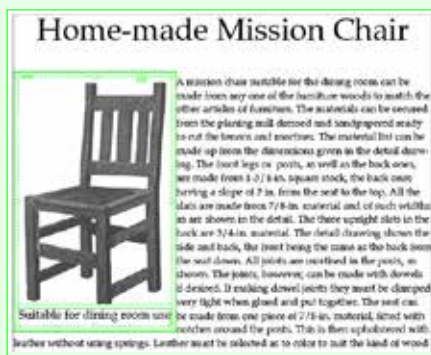 Home-made Mission Chair
A mission chair suitable for the dining room can be
made from any one of the furniture woods to match the
other articles of furniture. The materials can be secured
from the planing mill dressed and sandpapered ready
to cut the tenons and mortises. The material list can be
made up from the dimensions given in the detail draw-
ing. The front legs or posts, as well as the back ones,
are made from 1-3/4-in. square stock, the back ones
having a slope of 2 in. from the seat to the top. All the
slats are made from 7/8-in. material and of such widths
as are shown in the detail. The three upright slats in the
back are 3/4-in. material. The detail drawing shows the
side and back, the front being the same as the back from
the seat down. All joints are mortised in the posts, as
shown. The joints, however, can be made with dowels
if desired. If making dowel joints they must be clamped
very tight when glued and put together. The seat can
be made from one piece of 7/8-in. material, fitted with
notches around the posts. This is then upholstered with
leather without using springs. Leather must be selected as to color to suit the kind of wood
Suitable for dining room use